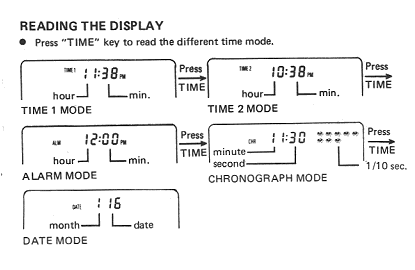 READING THE DISPLAY
● Press "TIME" key to read the different time mode.
TIME 1 11:38 PM
hour min.
TIME 1 MODE
Press
TIME
TIME 2 10:38 PM
hour min.
TIME 2 MODE
Press
TIME
ALM 12:00 PM
hour min.
ALARM MODE
Press
TIME
CHR 11:30
minute
second
1/10 sec.
CHRONOGRAPH MODE
Press
TIME
DATE 1 16
month date
DATE MODE